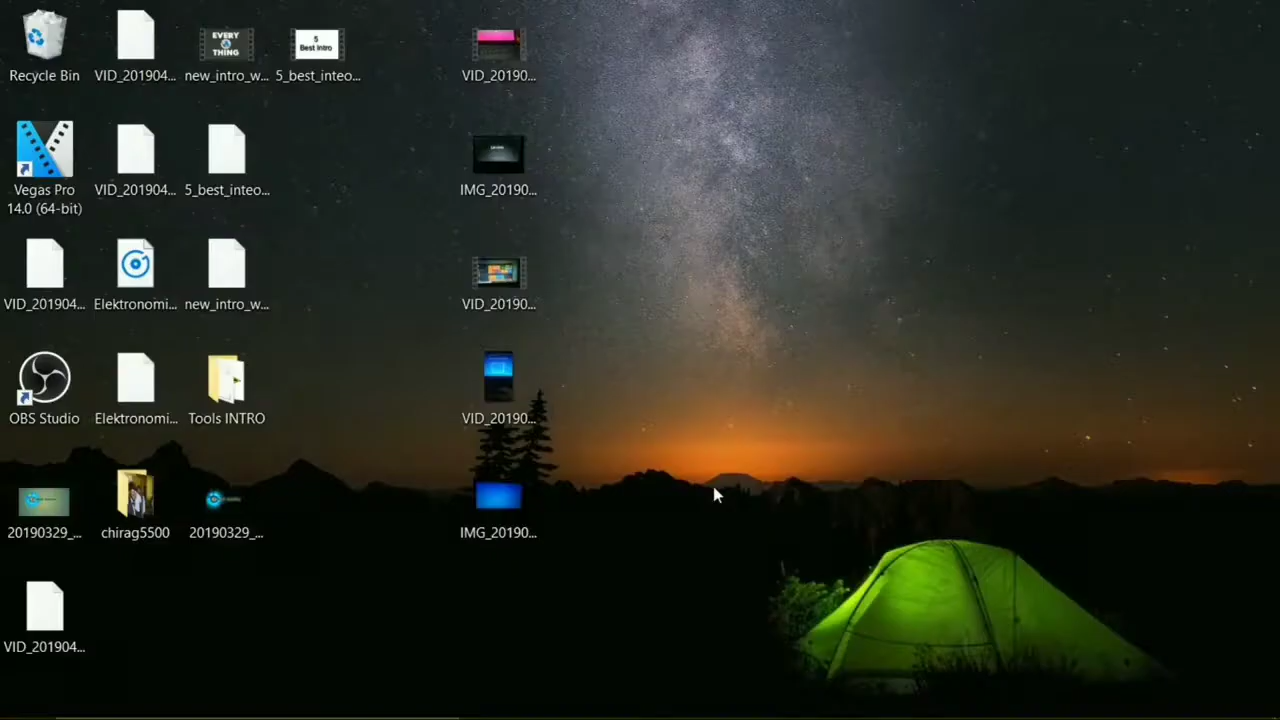 Recycle Bin
VID_201904...
EVERY
THING
new_intro_w...
5
Best Intro
5_best_inteo...
VID_20190...
Vegas Pro
14.0 (64-bit)
VID_201904...
5_best_inteo...
IMG_20190...
VID_201904...
Elektronomi...
new_intro_w...
VID_20190...
OBS Studio
Elektronomi...
Tools INTRO
VID_20190...
20190329_...
chirag5500
20190329_...
IMG_20190...
VID_201904...